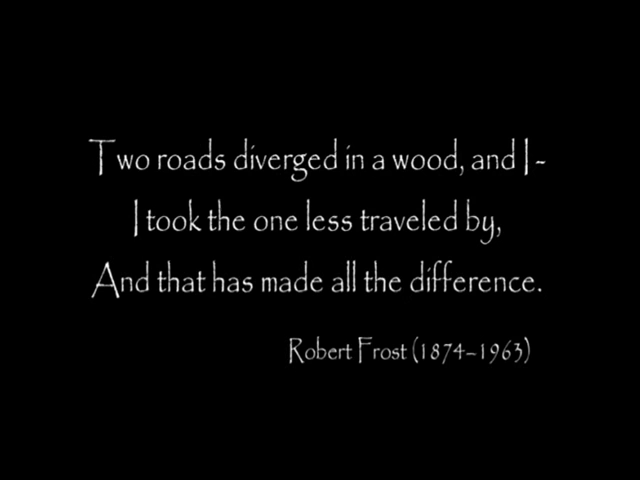 Two roads diverged in a wood, and I -
I took the one less traveled by,
And that has made all the difference.
Robert Frost (1874–1963)